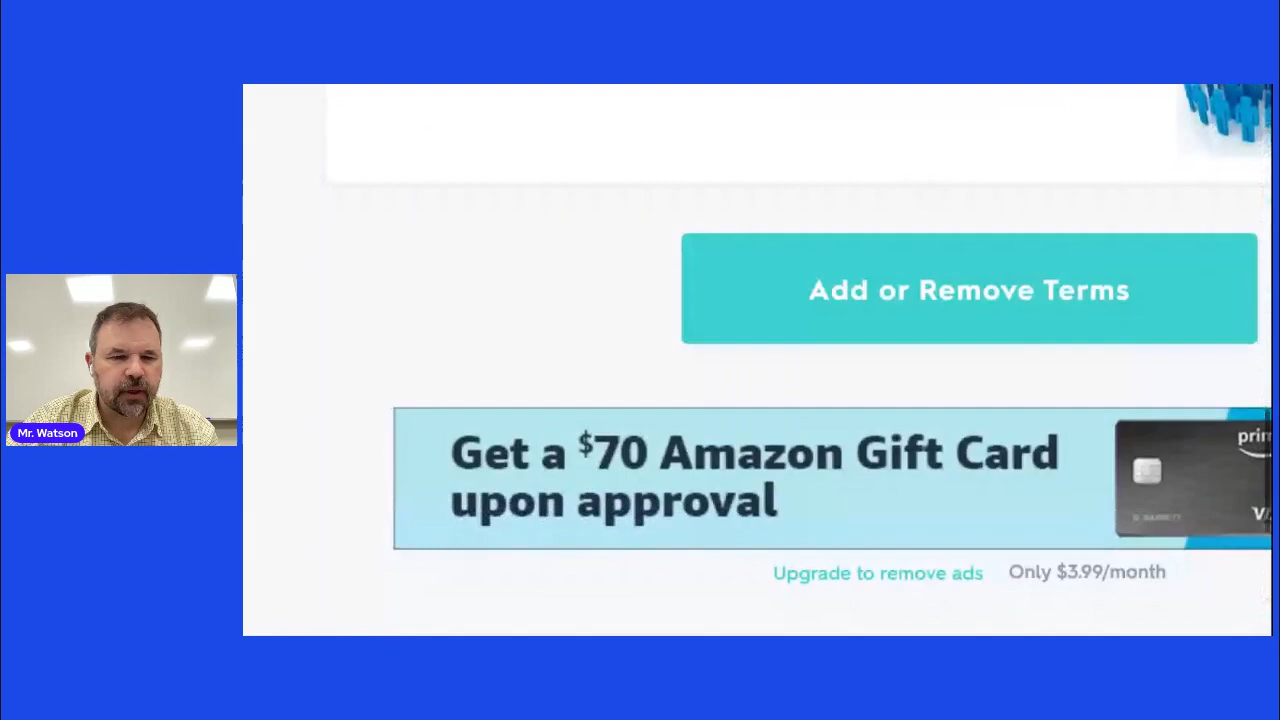 Add or Remove Terms
Get a $70 Amazon Gift Card
upon approval
Upgrade to remove ads Only $3.99/month
Mr. Watson